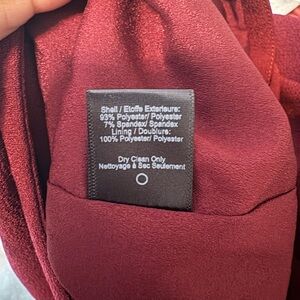 Shell / Etoffe Exterieure:
93% Polyester/ Polyester
7% Spandex/ Spandex
Lining / Doublure:
100% Polyester/ Polyester
Dry Clean Only
Nettoyage à Sec Seulement